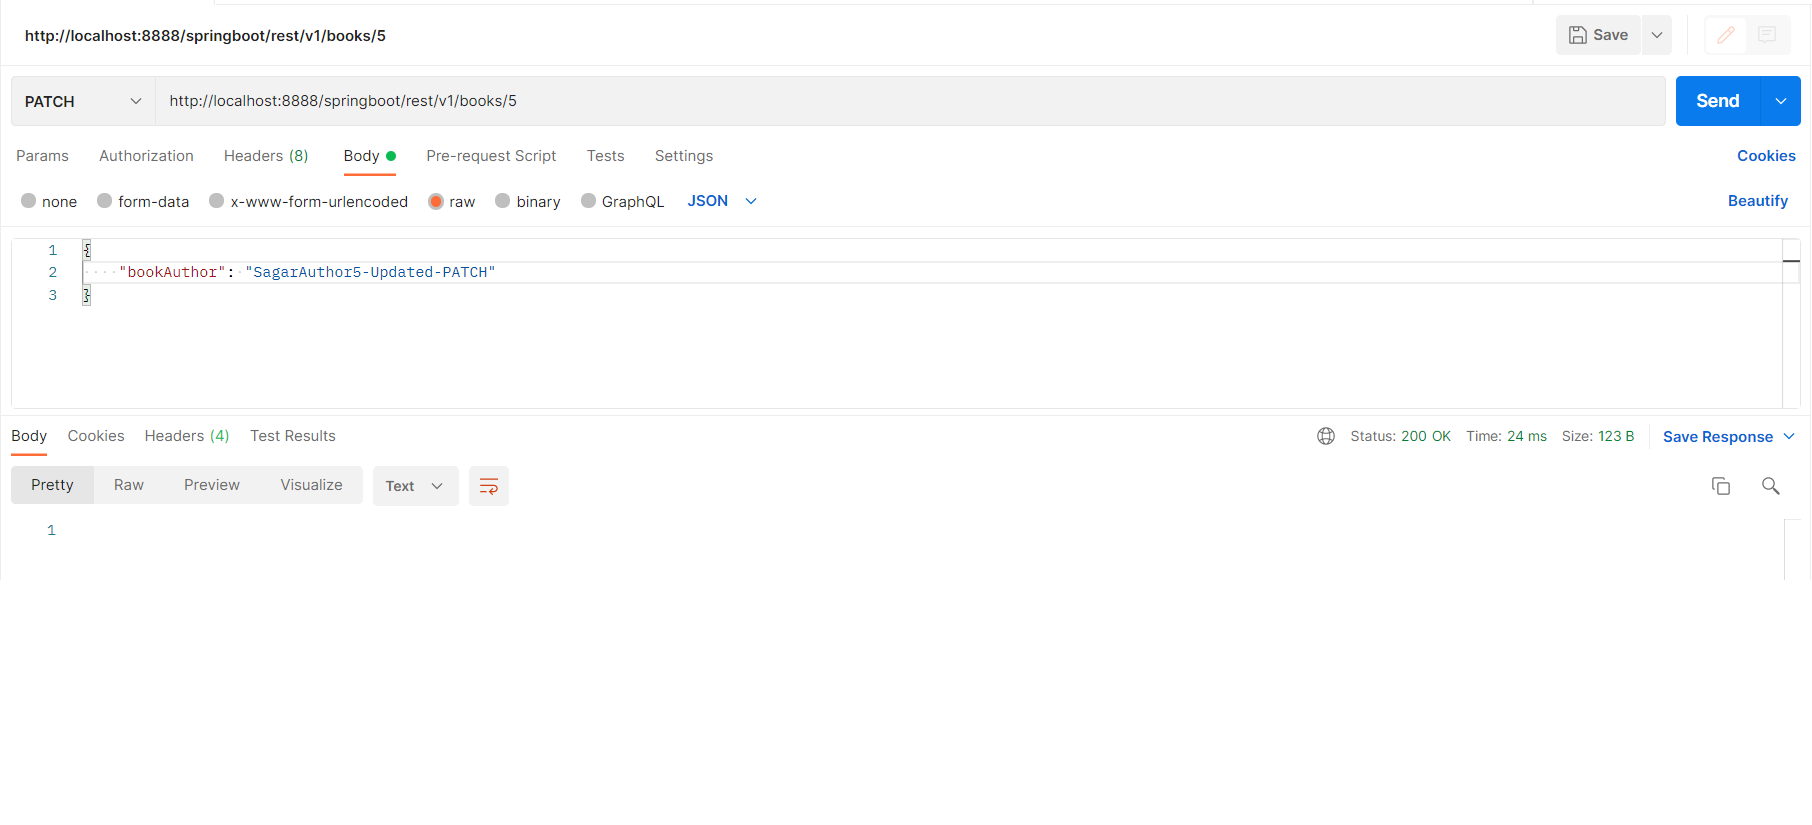 http://localhost:8888/springboot/rest/v1/books/5
Save
PATCH
http://localhost:8888/springboot/rest/v1/books/5
Send
Params Authorization Headers (8) Body Pre-request Script Tests Settings Cookies
none form-data x-www-form-urlencoded raw binary GraphQL JSON Beautify
1 {
2 "bookAuthor": "SagarAuthor5-Updated-PATCH"
3 }
Body Cookies Headers (4) Test Results Status: 200 OK Time: 24 ms Size: 123 B Save Response
Pretty Raw Preview Visualize Text
1